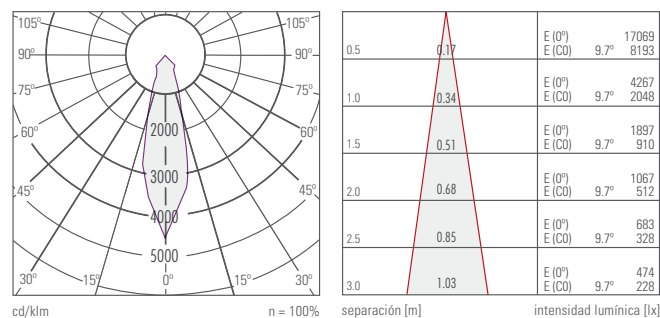 105° 105°
90° 90°
75° 75°
60° 60°
45° 45°
30° 15° 0° 15° 30°
2000
3000
4000
5000
cd/klm n = 100%
0.5 0.17 E (0°) 17069
E (C0) 9.7° 8193
1.0 0.34 E (0°) 4267
E (C0) 9.7° 2048
1.5 0.51 E (0°) 1897
E (C0) 9.7° 910
2.0 0.68 E (0°) 1067
E (C0) 9.7° 512
2.5 0.85 E (0°) 683
E (C0) 9.7° 328
3.0 1.03 E (0°) 474
E (C0) 9.7° 228
separación [m] intensidad lumínica [lx]